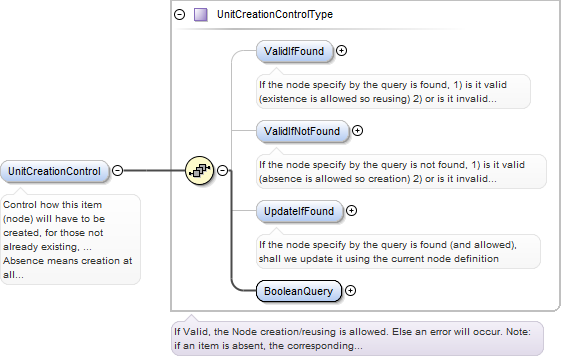 UnitCreationControlType
ValidIfFound
If the node specify by the query is found, 1) is it valid
(existence is allowed so reusing) 2) or is it invalid...
ValidIfNotFound
If the node specify by the query is not found, 1) is it valid
(absence is allowed so creation) 2) or is it invalid...
UnitCreationControl
Control how this item
(node) will have to be
created, for those not
already existing, ...
Absence means creation at
all...
UpdateIfFound
If the node specify by the query is found (and allowed),
shall we update it using the current node definition
BooleanQuery
If Valid, the Node creation/reusing is allowed. Else an error will occur. Note:
if an item is absent, the corresponding...